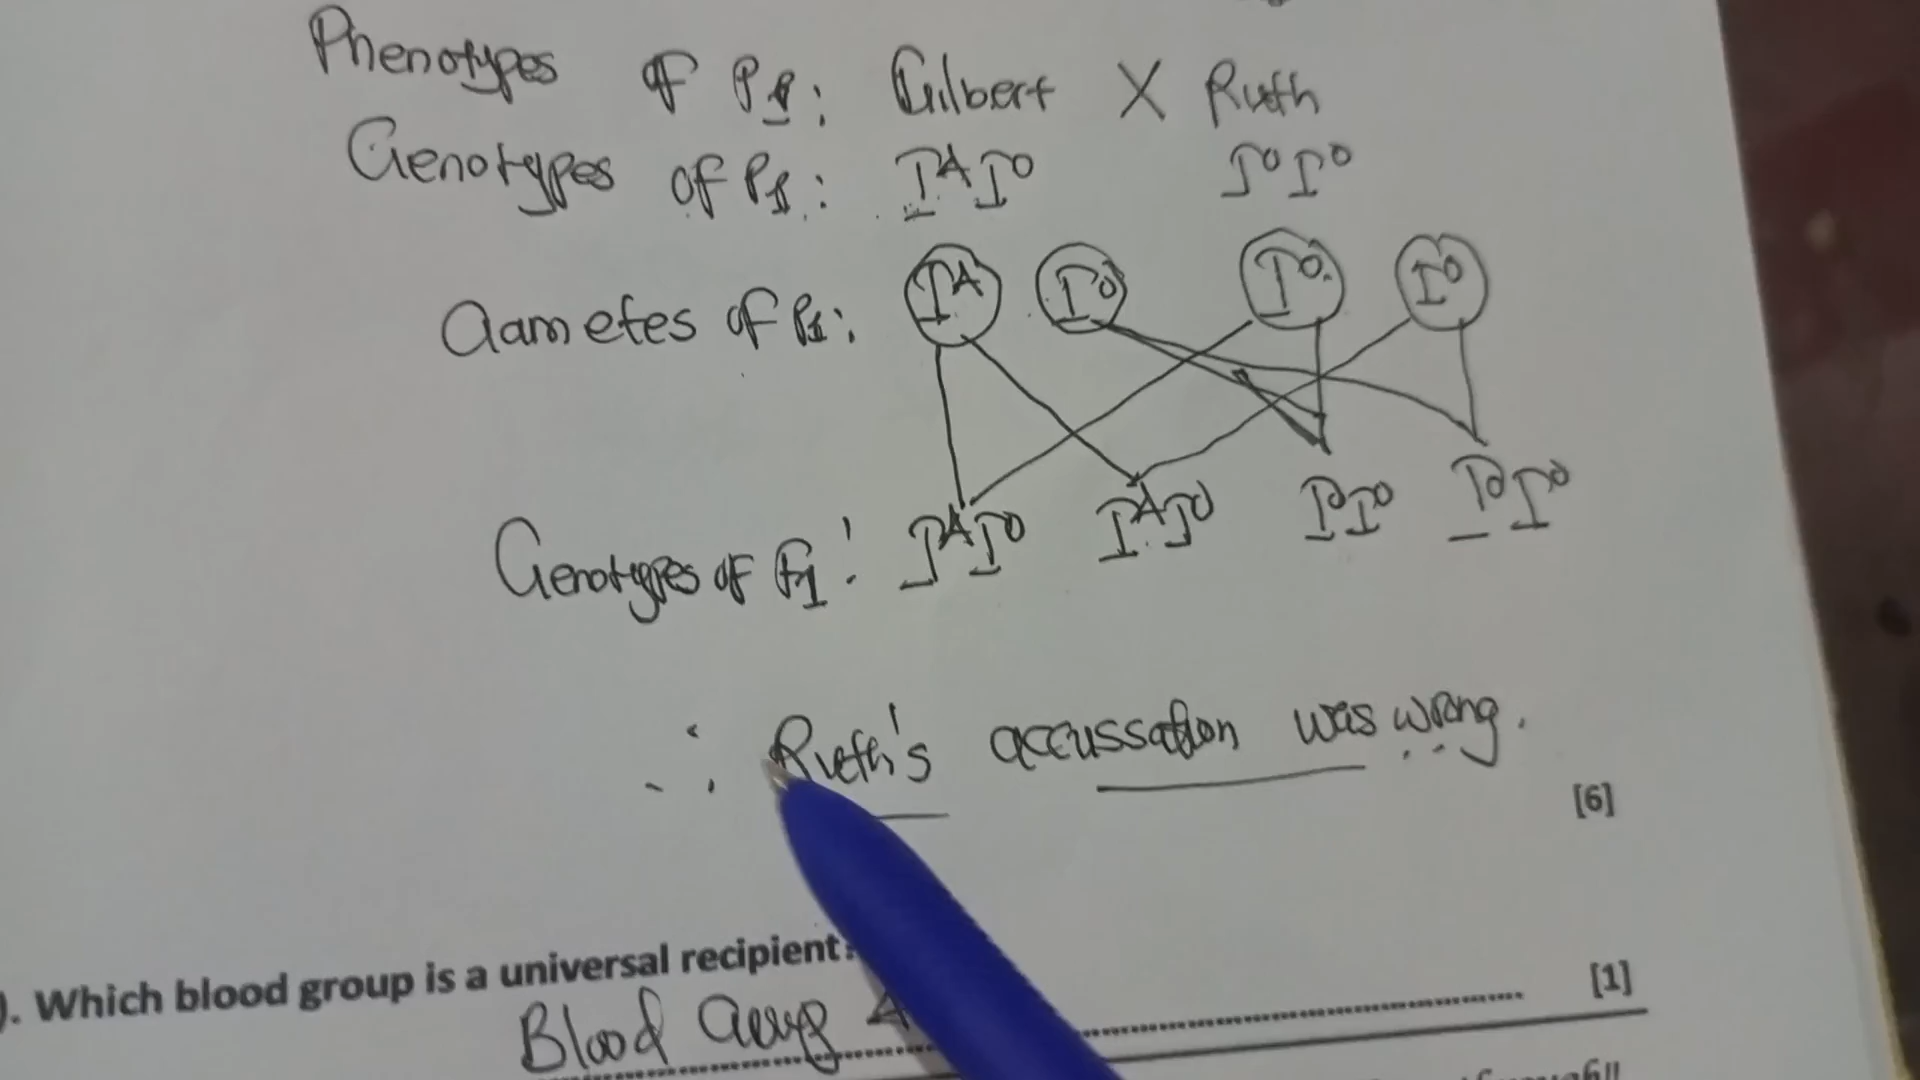 Phenotypes of P1: Gilbert X Ruth
Genotypes of P1: IAIO IOIO
Gametes of P1: IA IO IO IO
Genotypes of F1: IAIO IAIO IOIO IOIO
∴ Ruth's accussation was wrong.
[6]
). Which blood group is a universal recipient?
[1]
Blood Group A